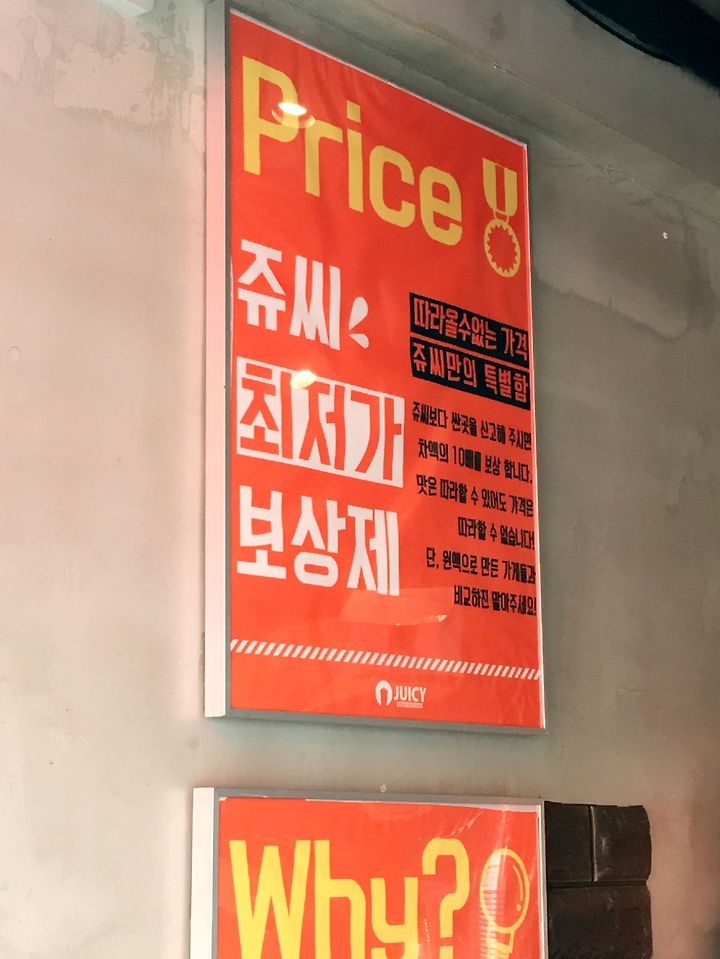 Price
쥬씨
최저가
보상제
따라올수없는 가격
쥬씨만의 특별함
쥬씨보다 싼곳을 신고해 주시면
차액의 10배를 보상 합니다.
맛은 따라할 수 있어도 가격은
따라할 수 없습니다!
단, 원액으로 만든 가게들과
비교하진 말아주세요!
JUICY
Why?